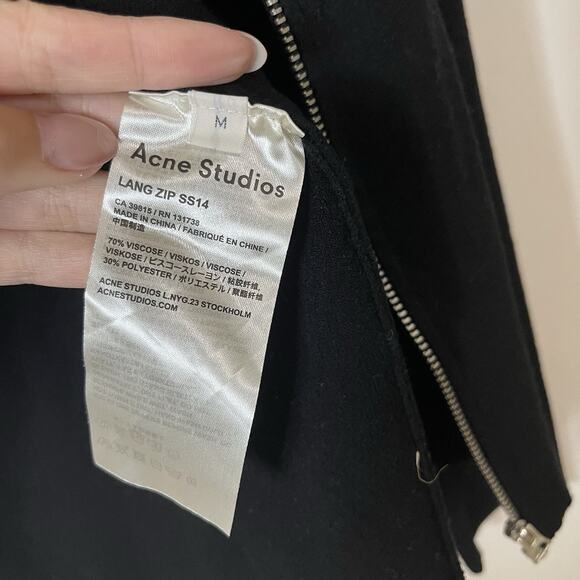 M
Acne Studios
LANG ZIP SS14
CA 39815 / RN 131738
MADE IN CHINA / FABRIQUÉ EN CHINE /
中国制造
70% VISCOSE / VISKOS / VISCOSE /
VISKOSE / ビスコースレーヨン / 粘胶纤维,
30% POLYESTER / ポリエステル / 聚酯纤维
ACNE STUDIOS L.NYG.23 STOCKHOLM
ACNESTUDIOS.COM